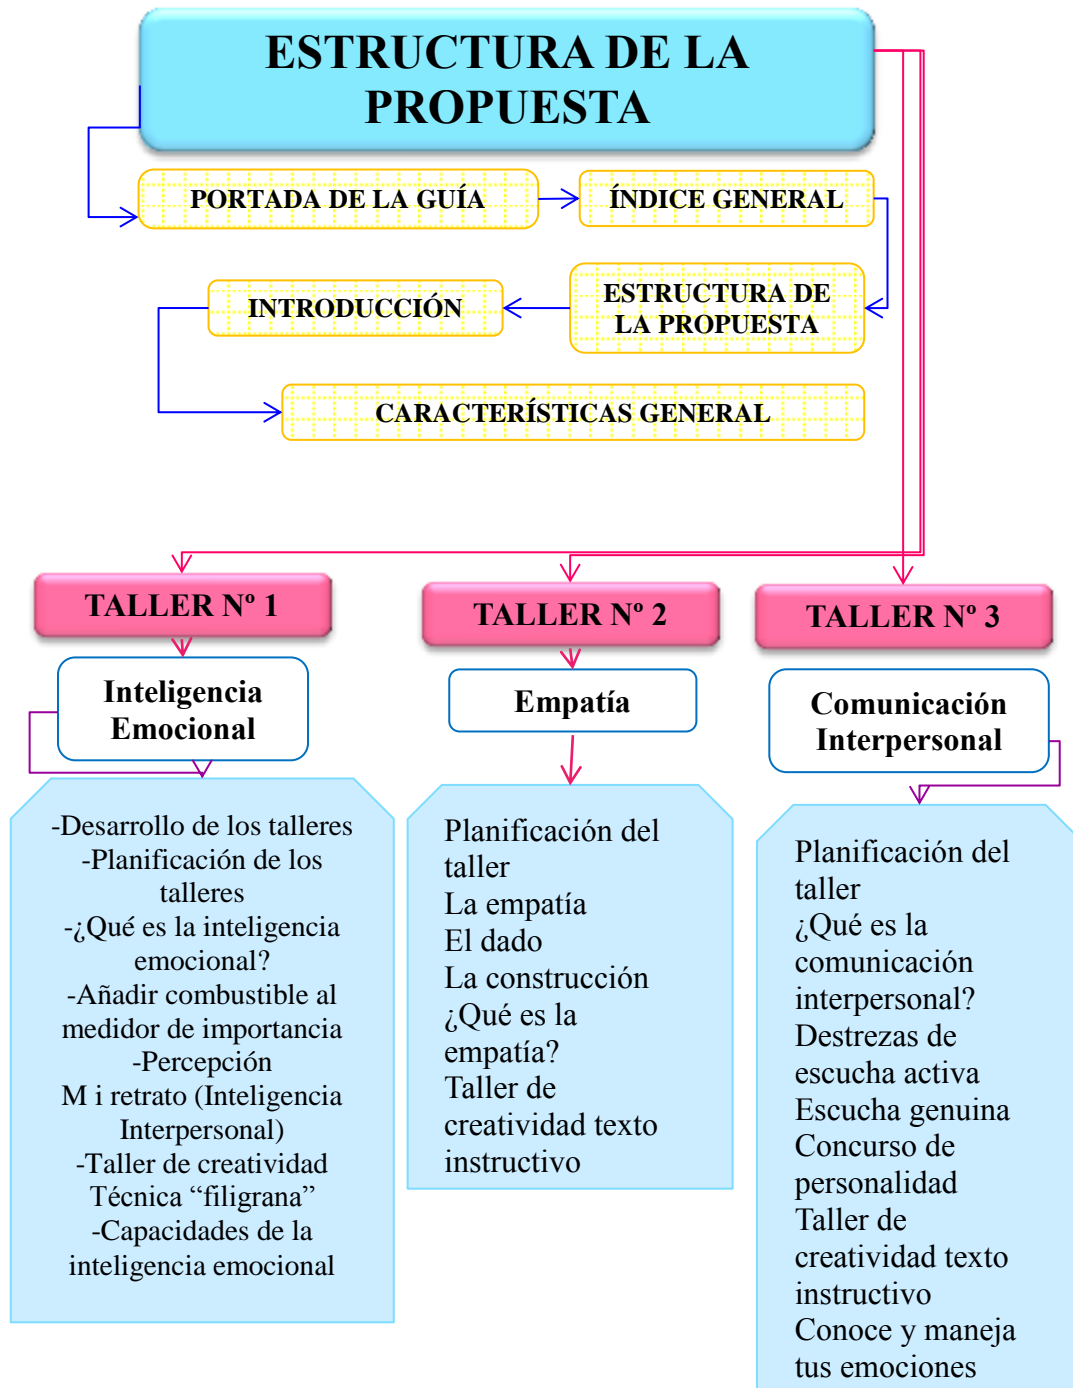 ESTRUCTURA DE LA
PROPUESTA
PORTADA DE LA GUÍA
ÍNDICE GENERAL
ESTRUCTURA DE
LA PROPUESTA
INTRODUCCIÓN
CARACTERÍSTICAS GENERAL
TALLER Nº 1
Inteligencia
Emocional
-Desarrollo de los talleres
-Planificación de los
talleres
-¿Qué es la inteligencia
emocional?
-Añadir combustible al
medidor de importancia
-Percepción
M i retrato (Inteligencia
Interpersonal)
-Taller de creatividad
Técnica “filigrana”
-Capacidades de la
inteligencia emocional
TALLER Nº 2
Empatía
Planificación del
taller
La empatía
El dado
La construcción
¿Qué es la
empatía?
Taller de
creatividad texto
instructivo
TALLER Nº 3
Comunicación
Interpersonal
Planificación del
taller
¿Qué es la
comunicación
interpersonal?
Destrezas de
escucha activa
Escucha genuina
Concurso de
personalidad
Taller de
creatividad texto
instructivo
Conoce y maneja
tus emociones